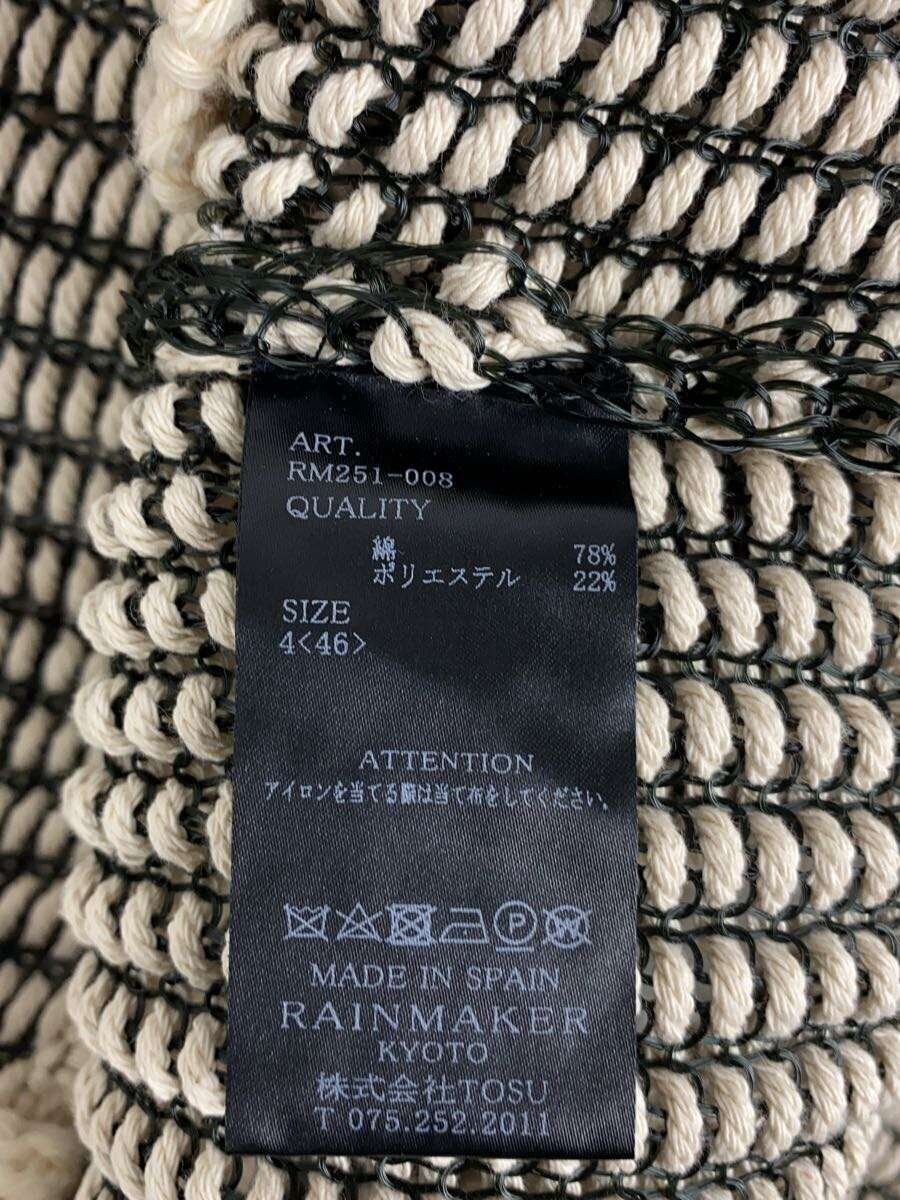 ART.
RM251-008
QUALITY
綿 78%
ポリエステル 22%
SIZE
4<46>
ATTENTION
アイロンを当てる際は当て布をしてください。
P W
MADE IN SPAIN
RAINMAKER
KYOTO
株式会社TOSU
T 075.252.2011